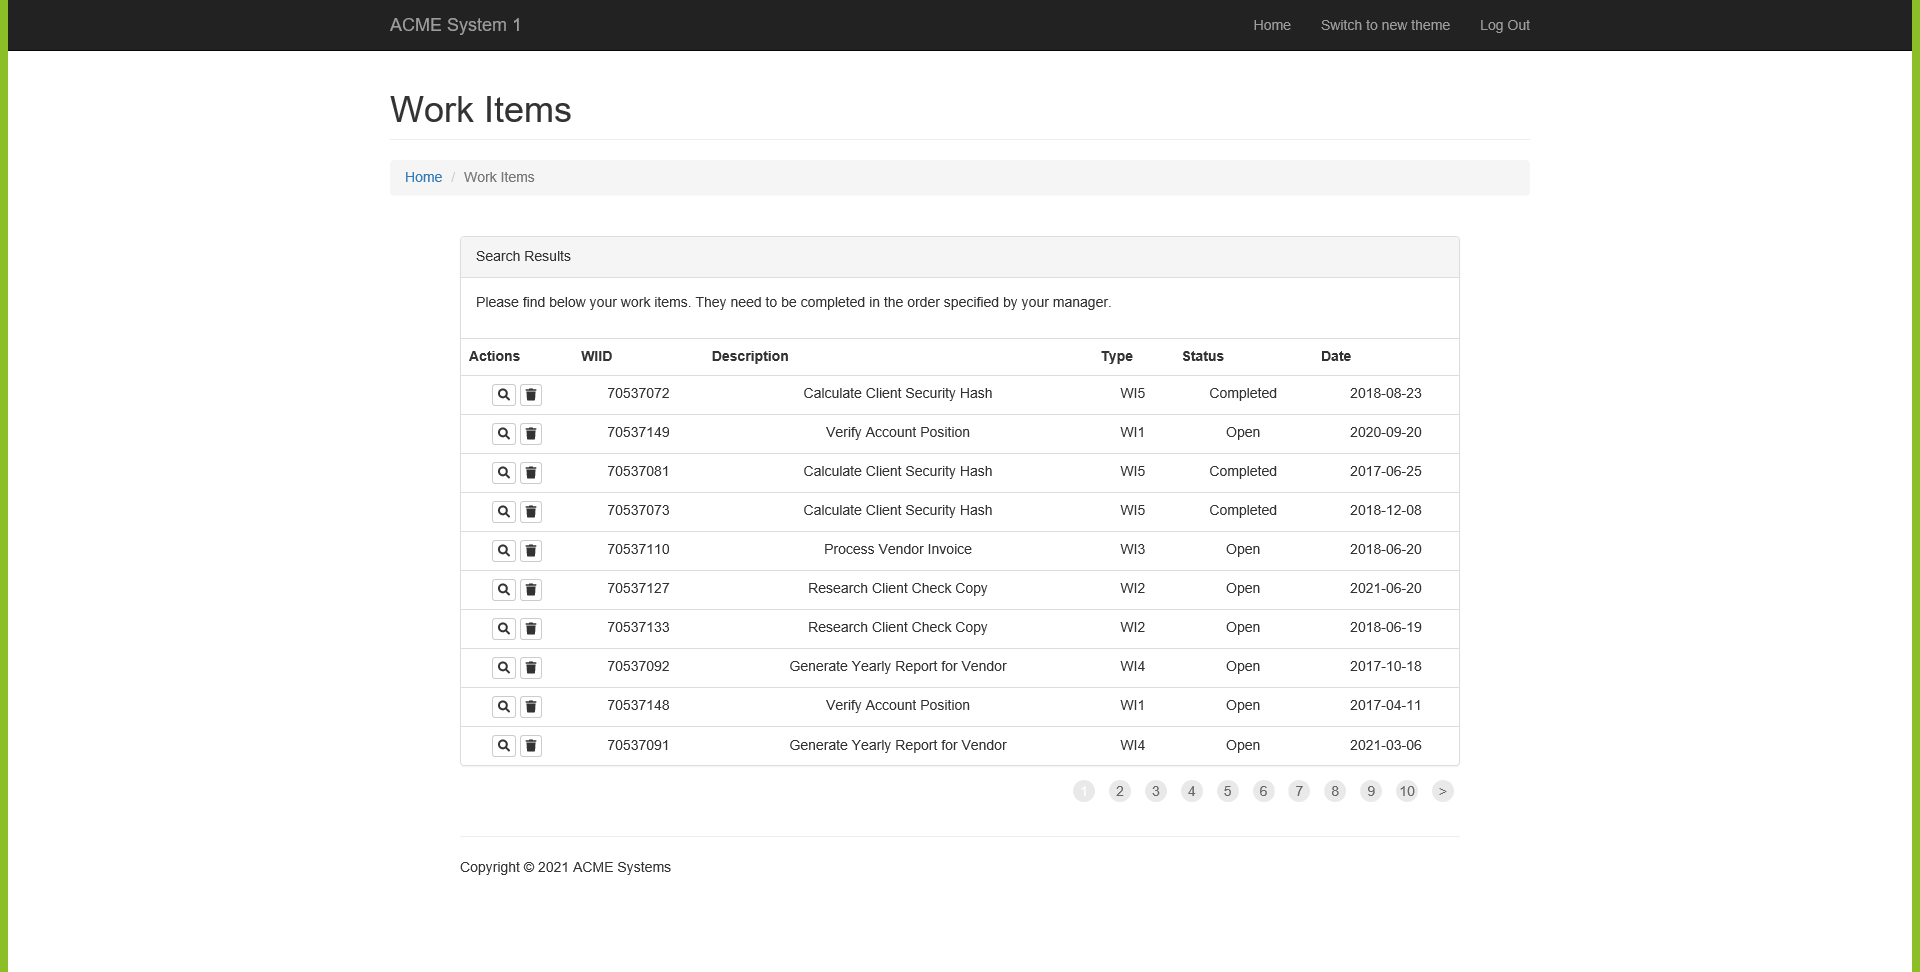 ACME System 1 Home Switch to new theme Log Out
Work Items
Home / Work Items
Search Results
Please find below your work items. They need to be completed in the order specified by your manager.
Actions WIID Description Type Status Date
70537072 Calculate Client Security Hash WI5 Completed 2018-08-23
70537149 Verify Account Position WI1 Open 2020-09-20
70537081 Calculate Client Security Hash WI5 Completed 2017-06-25
70537073 Calculate Client Security Hash WI5 Completed 2018-12-08
70537110 Process Vendor Invoice WI3 Open 2018-06-20
70537127 Research Client Check Copy WI2 Open 2021-06-20
70537133 Research Client Check Copy WI2 Open 2018-06-19
70537092 Generate Yearly Report for Vendor WI4 Open 2017-10-18
70537148 Verify Account Position WI1 Open 2017-04-11
70537091 Generate Yearly Report for Vendor WI4 Open 2021-03-06
1 2 3 4 5 6 7 8 9 10 >
Copyright © 2021 ACME Systems